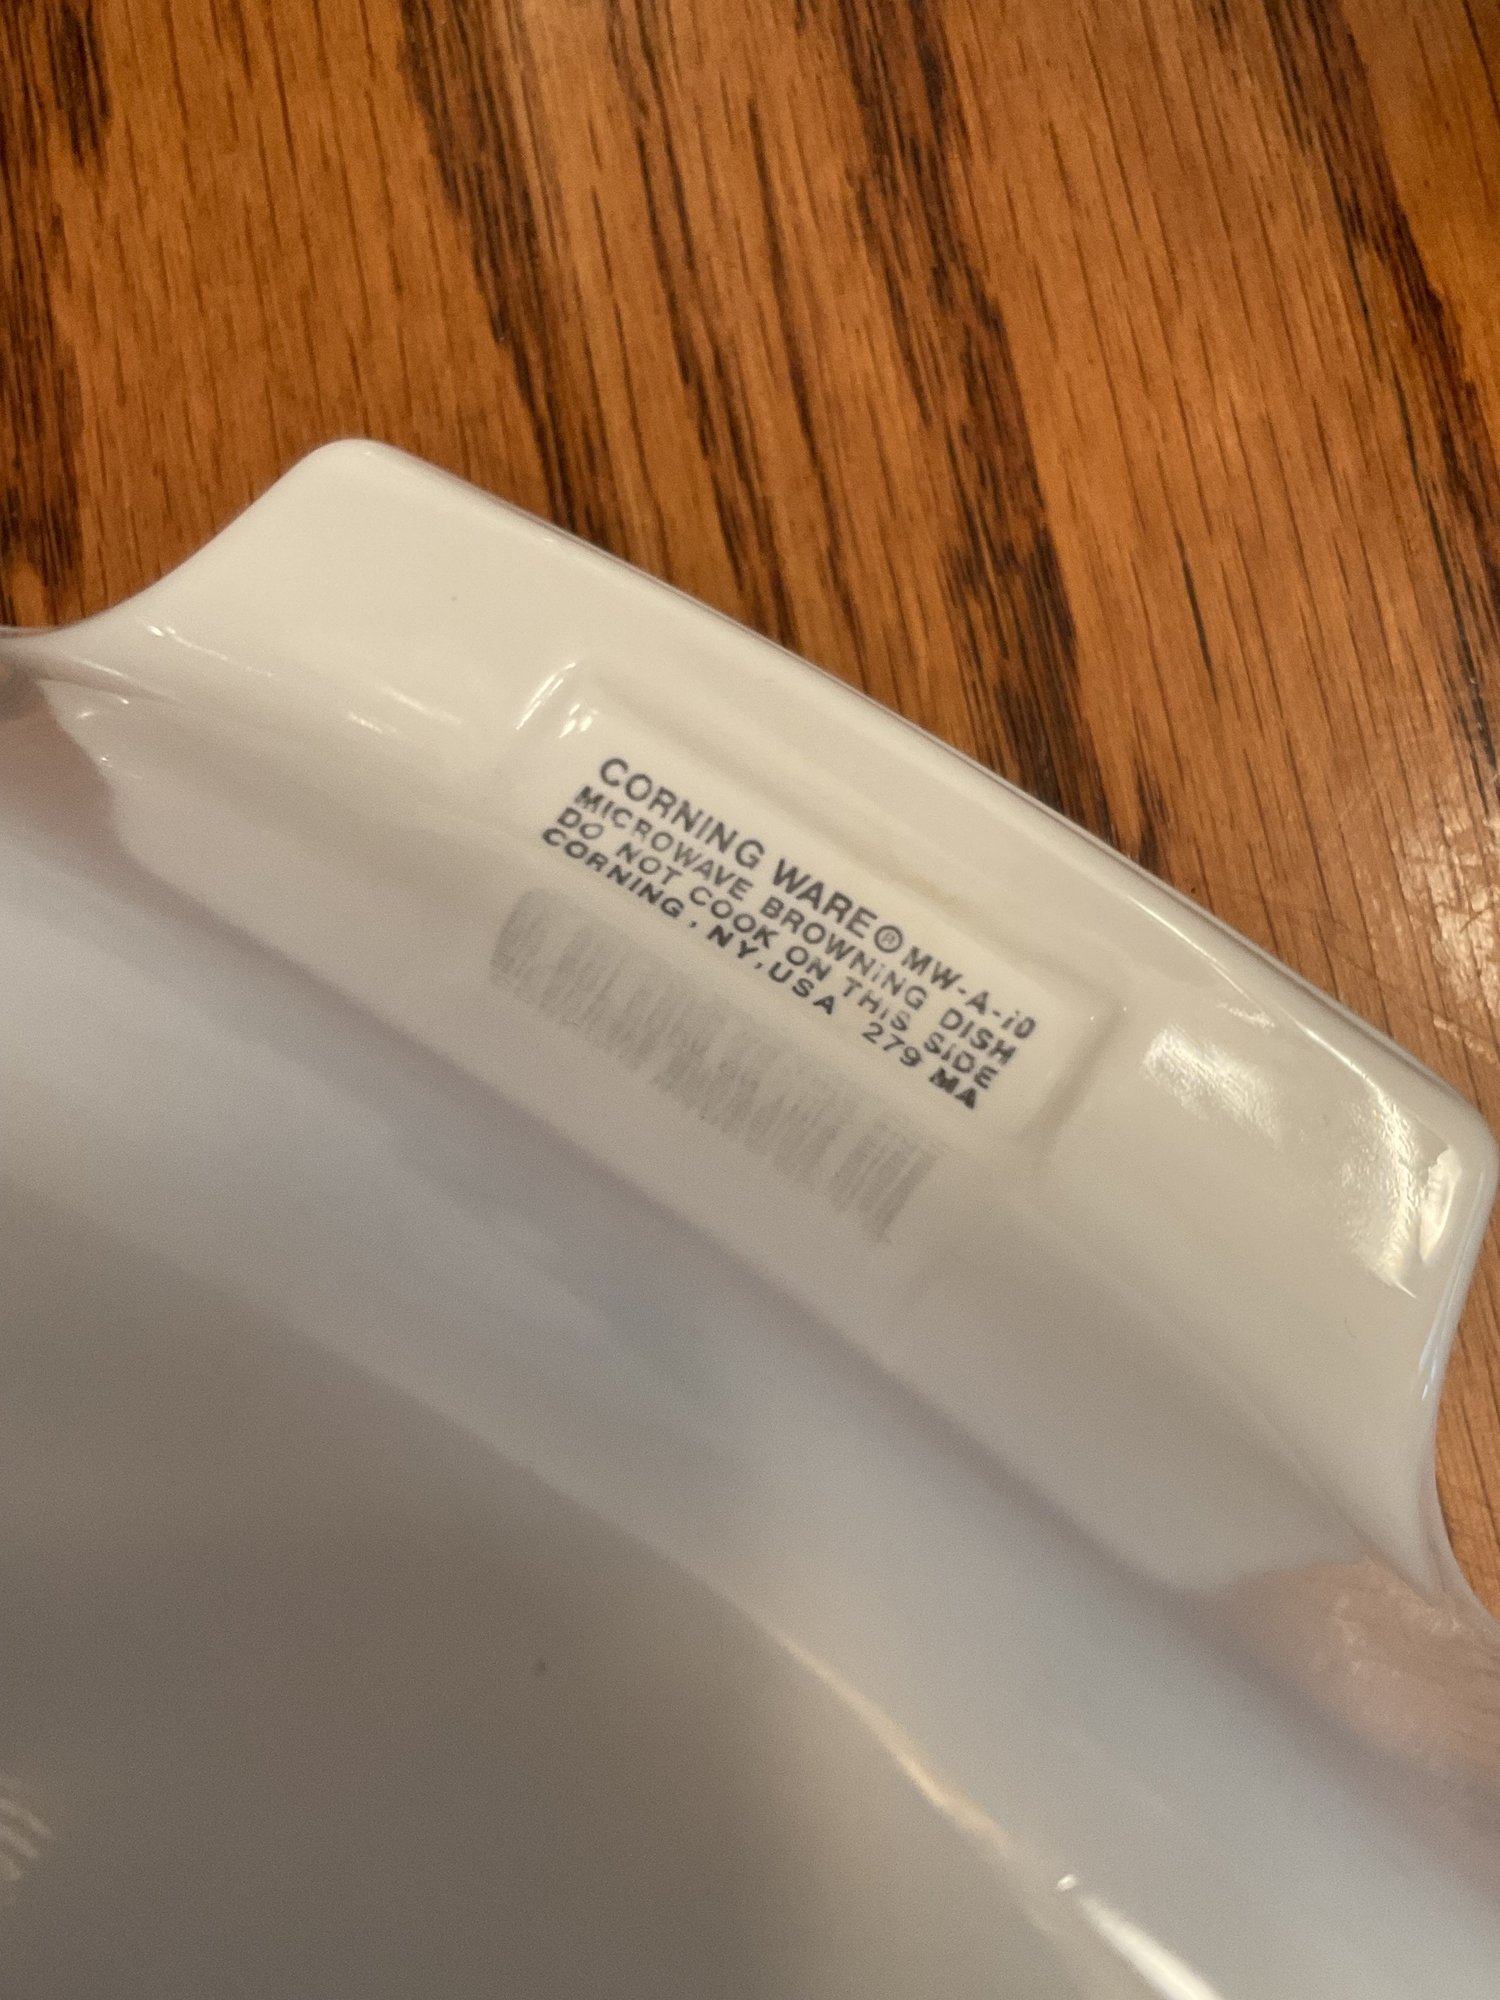 CORNING WARE® MW-A-10
MICROWAVE BROWNING DISH
DO NOT COOK ON THIS SIDE
CORNING, NY, USA 279 MA